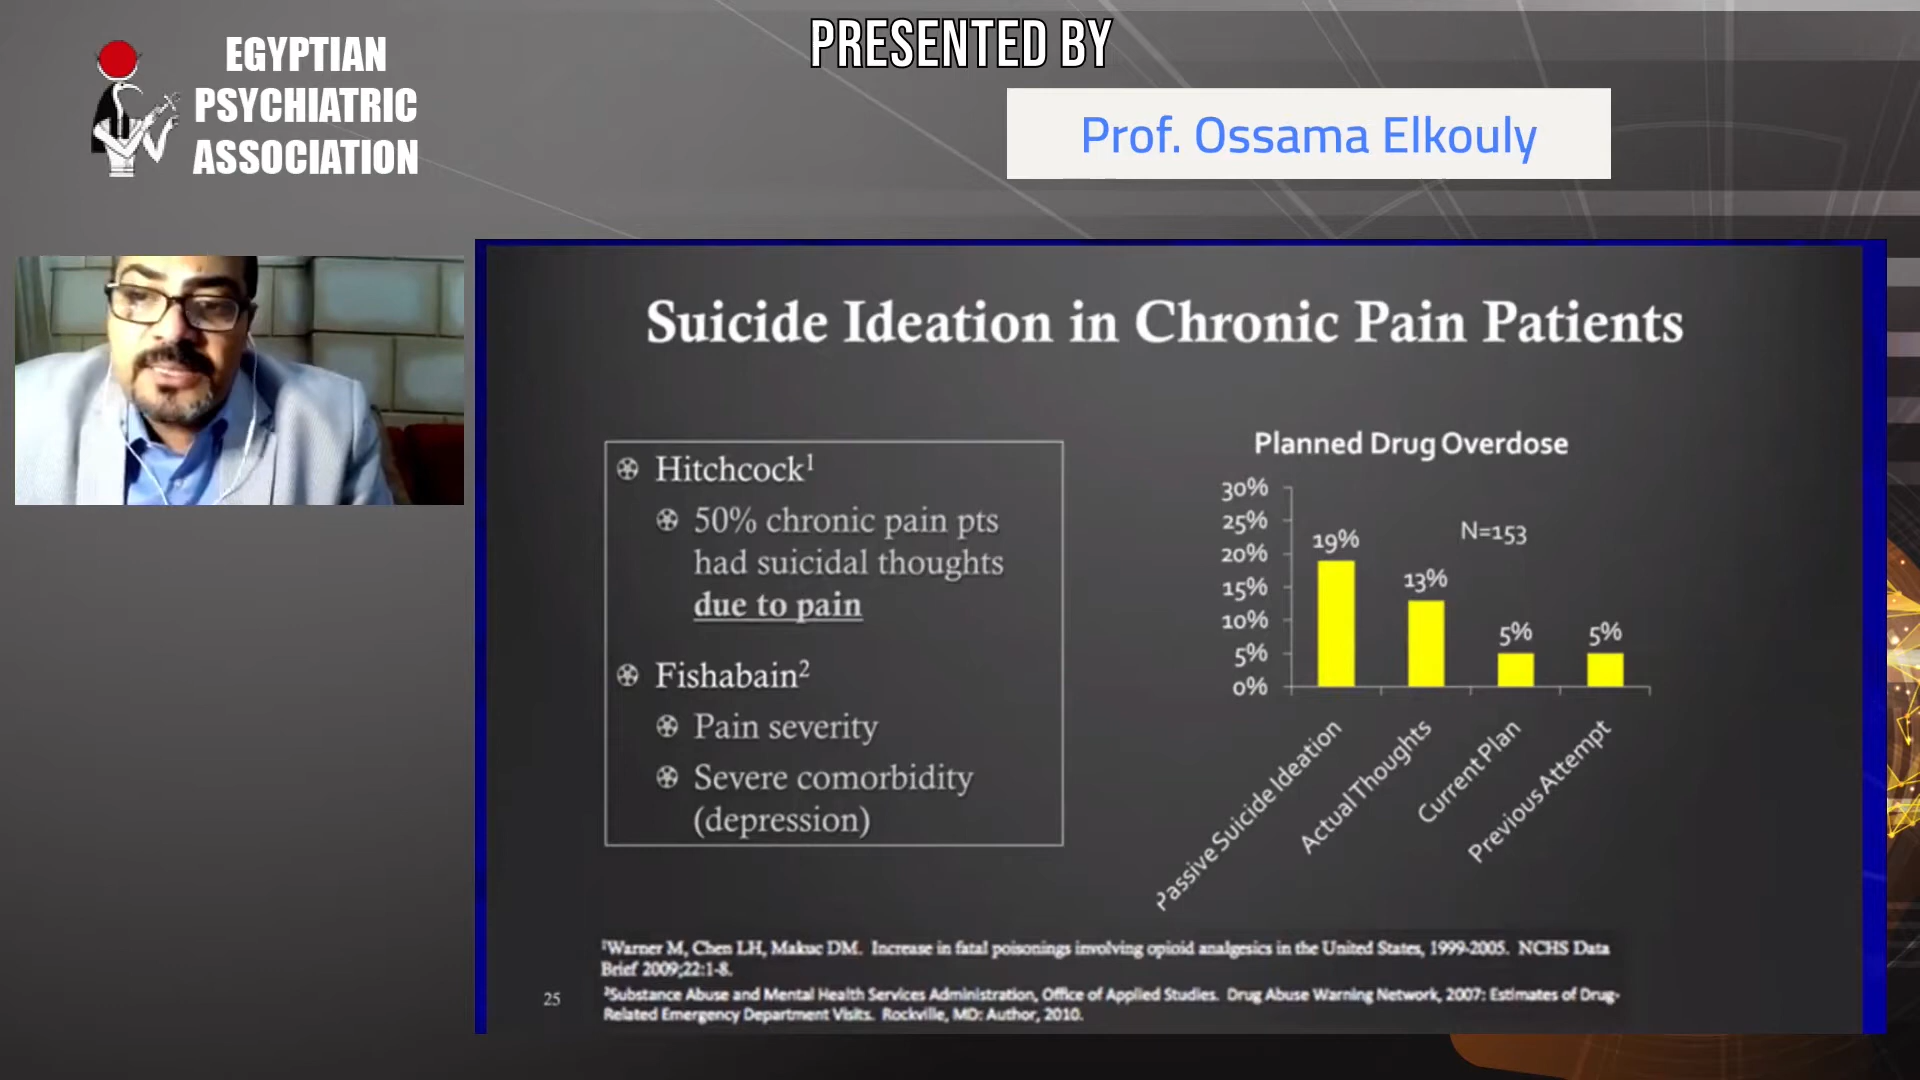 EGYPTIAN
PSYCHIATRIC
ASSOCIATION
PRESENTED BY
Prof. Ossama Elkouly
Suicide Ideation in Chronic Pain Patients
Hitchcock¹
50% chronic pain pts
had suicidal thoughts
due to pain
Fishabain²
Pain severity
Severe comorbidity
(depression)
Planned Drug Overdose
30%
25%
20%
15%
10%
5%
0%
N=153
19%
13%
5%
5%
Passive Suicide Ideation
Actual Thoughts
Current Plan
Previous Attempt
¹Warner M, Chen LH, Makuc DM. Increase in fatal poisonings involving opioid analgesics in the United States, 1999-2005. NCHS Data
Brief 2009;22:1-8.
²Substance Abuse and Mental Health Services Administration, Office of Applied Studies. Drug Abuse Warning Network, 2007: Estimates of Drug-
Related Emergency Department Visits. Rockville, MD: Author, 2010.
25